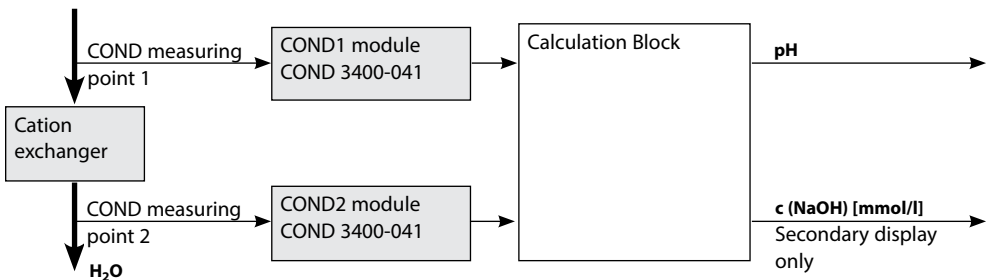 COND measuring
point 1
COND1 module
COND 3400-041
Calculation Block
pH
Cation
exchanger
COND measuring
point 2
COND2 module
COND 3400-041
c (NaOH) [mmol/l]
Secondary display
only
H₂O